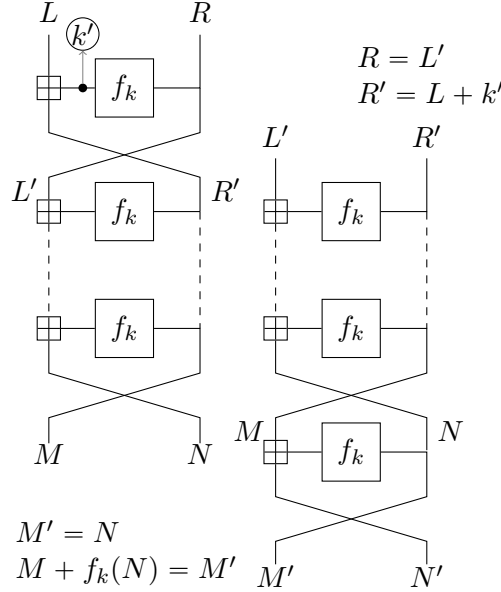 L R
k'
f_k
R = L'
R' = L + k'
L' R'
L' R'
f_k f_k
f_k f_k
M N
M N
f_k
M' = N
M + f_k(N) = M'
M' N'